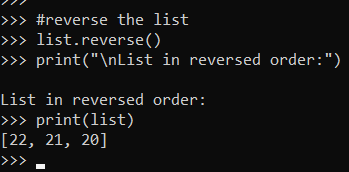 >>>
>>> #reverse the list
>>> list.reverse()
>>> print("\nList in reversed order:")

List in reversed order:
>>> print(list)
[22, 21, 20]
>>>